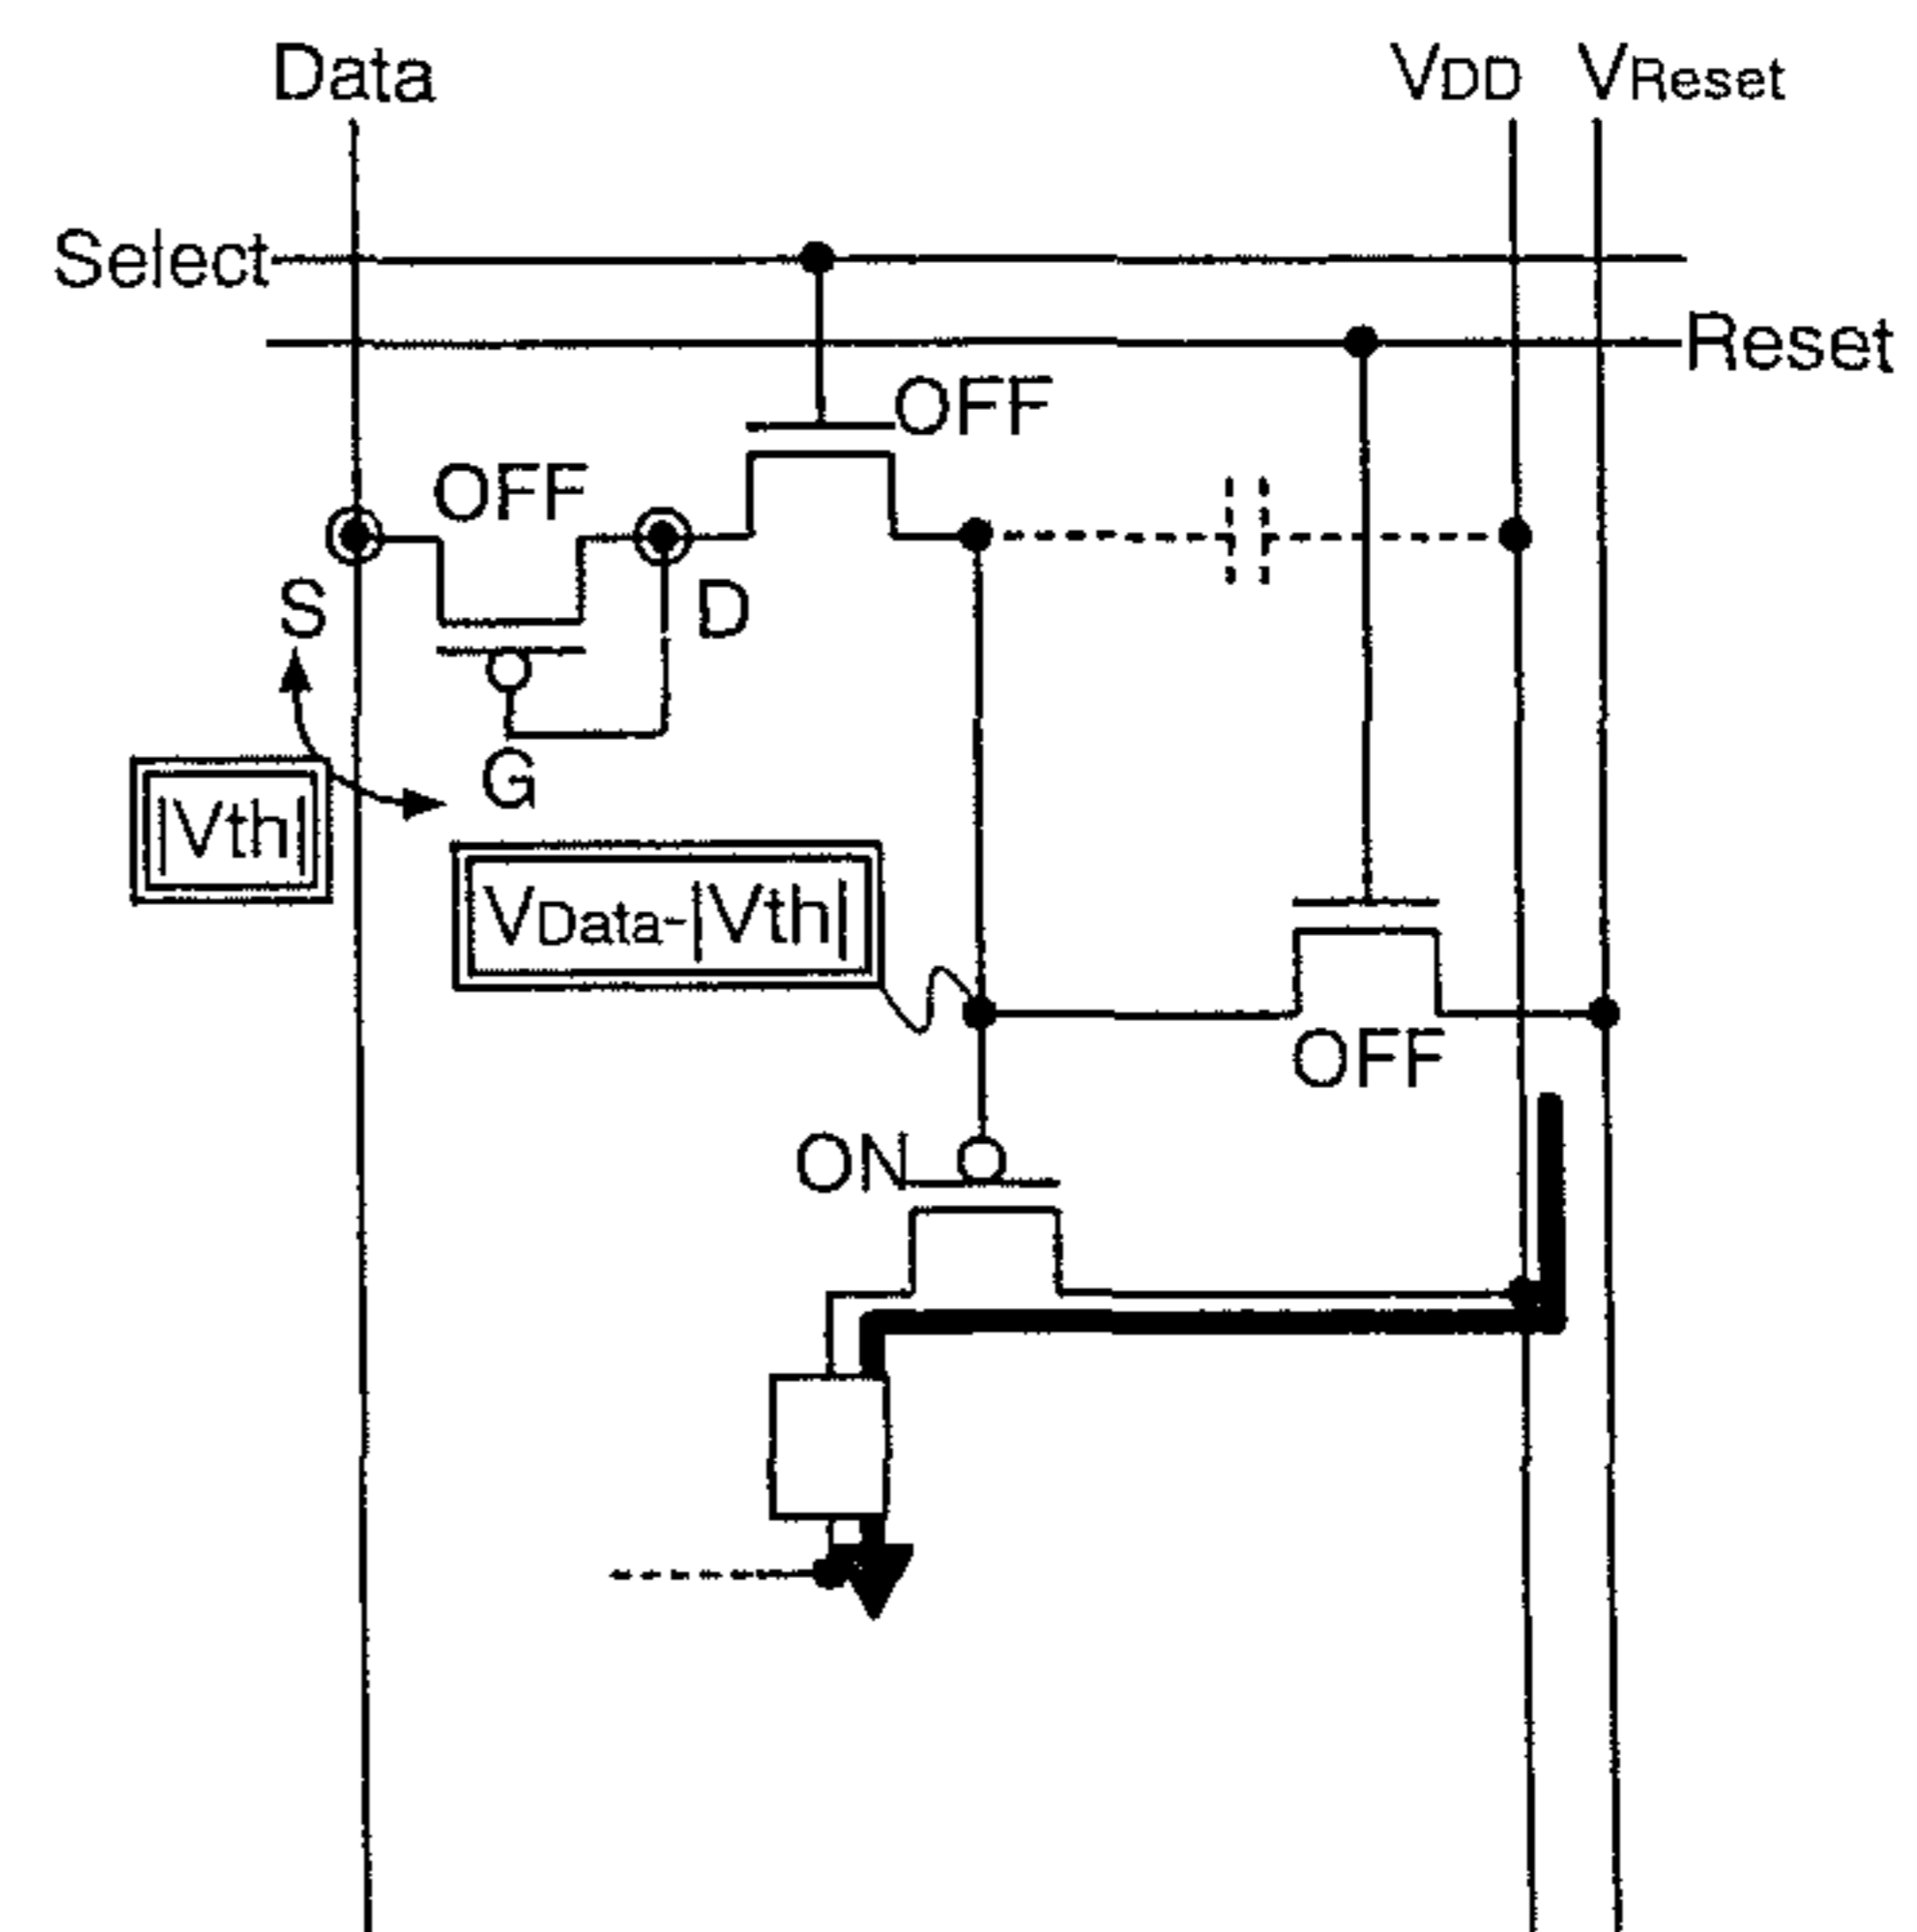 Data
VDD
VReset
Select
Reset
OFF
OFF
S
D
G
|Vth|
VData-|Vth|
OFF
ON